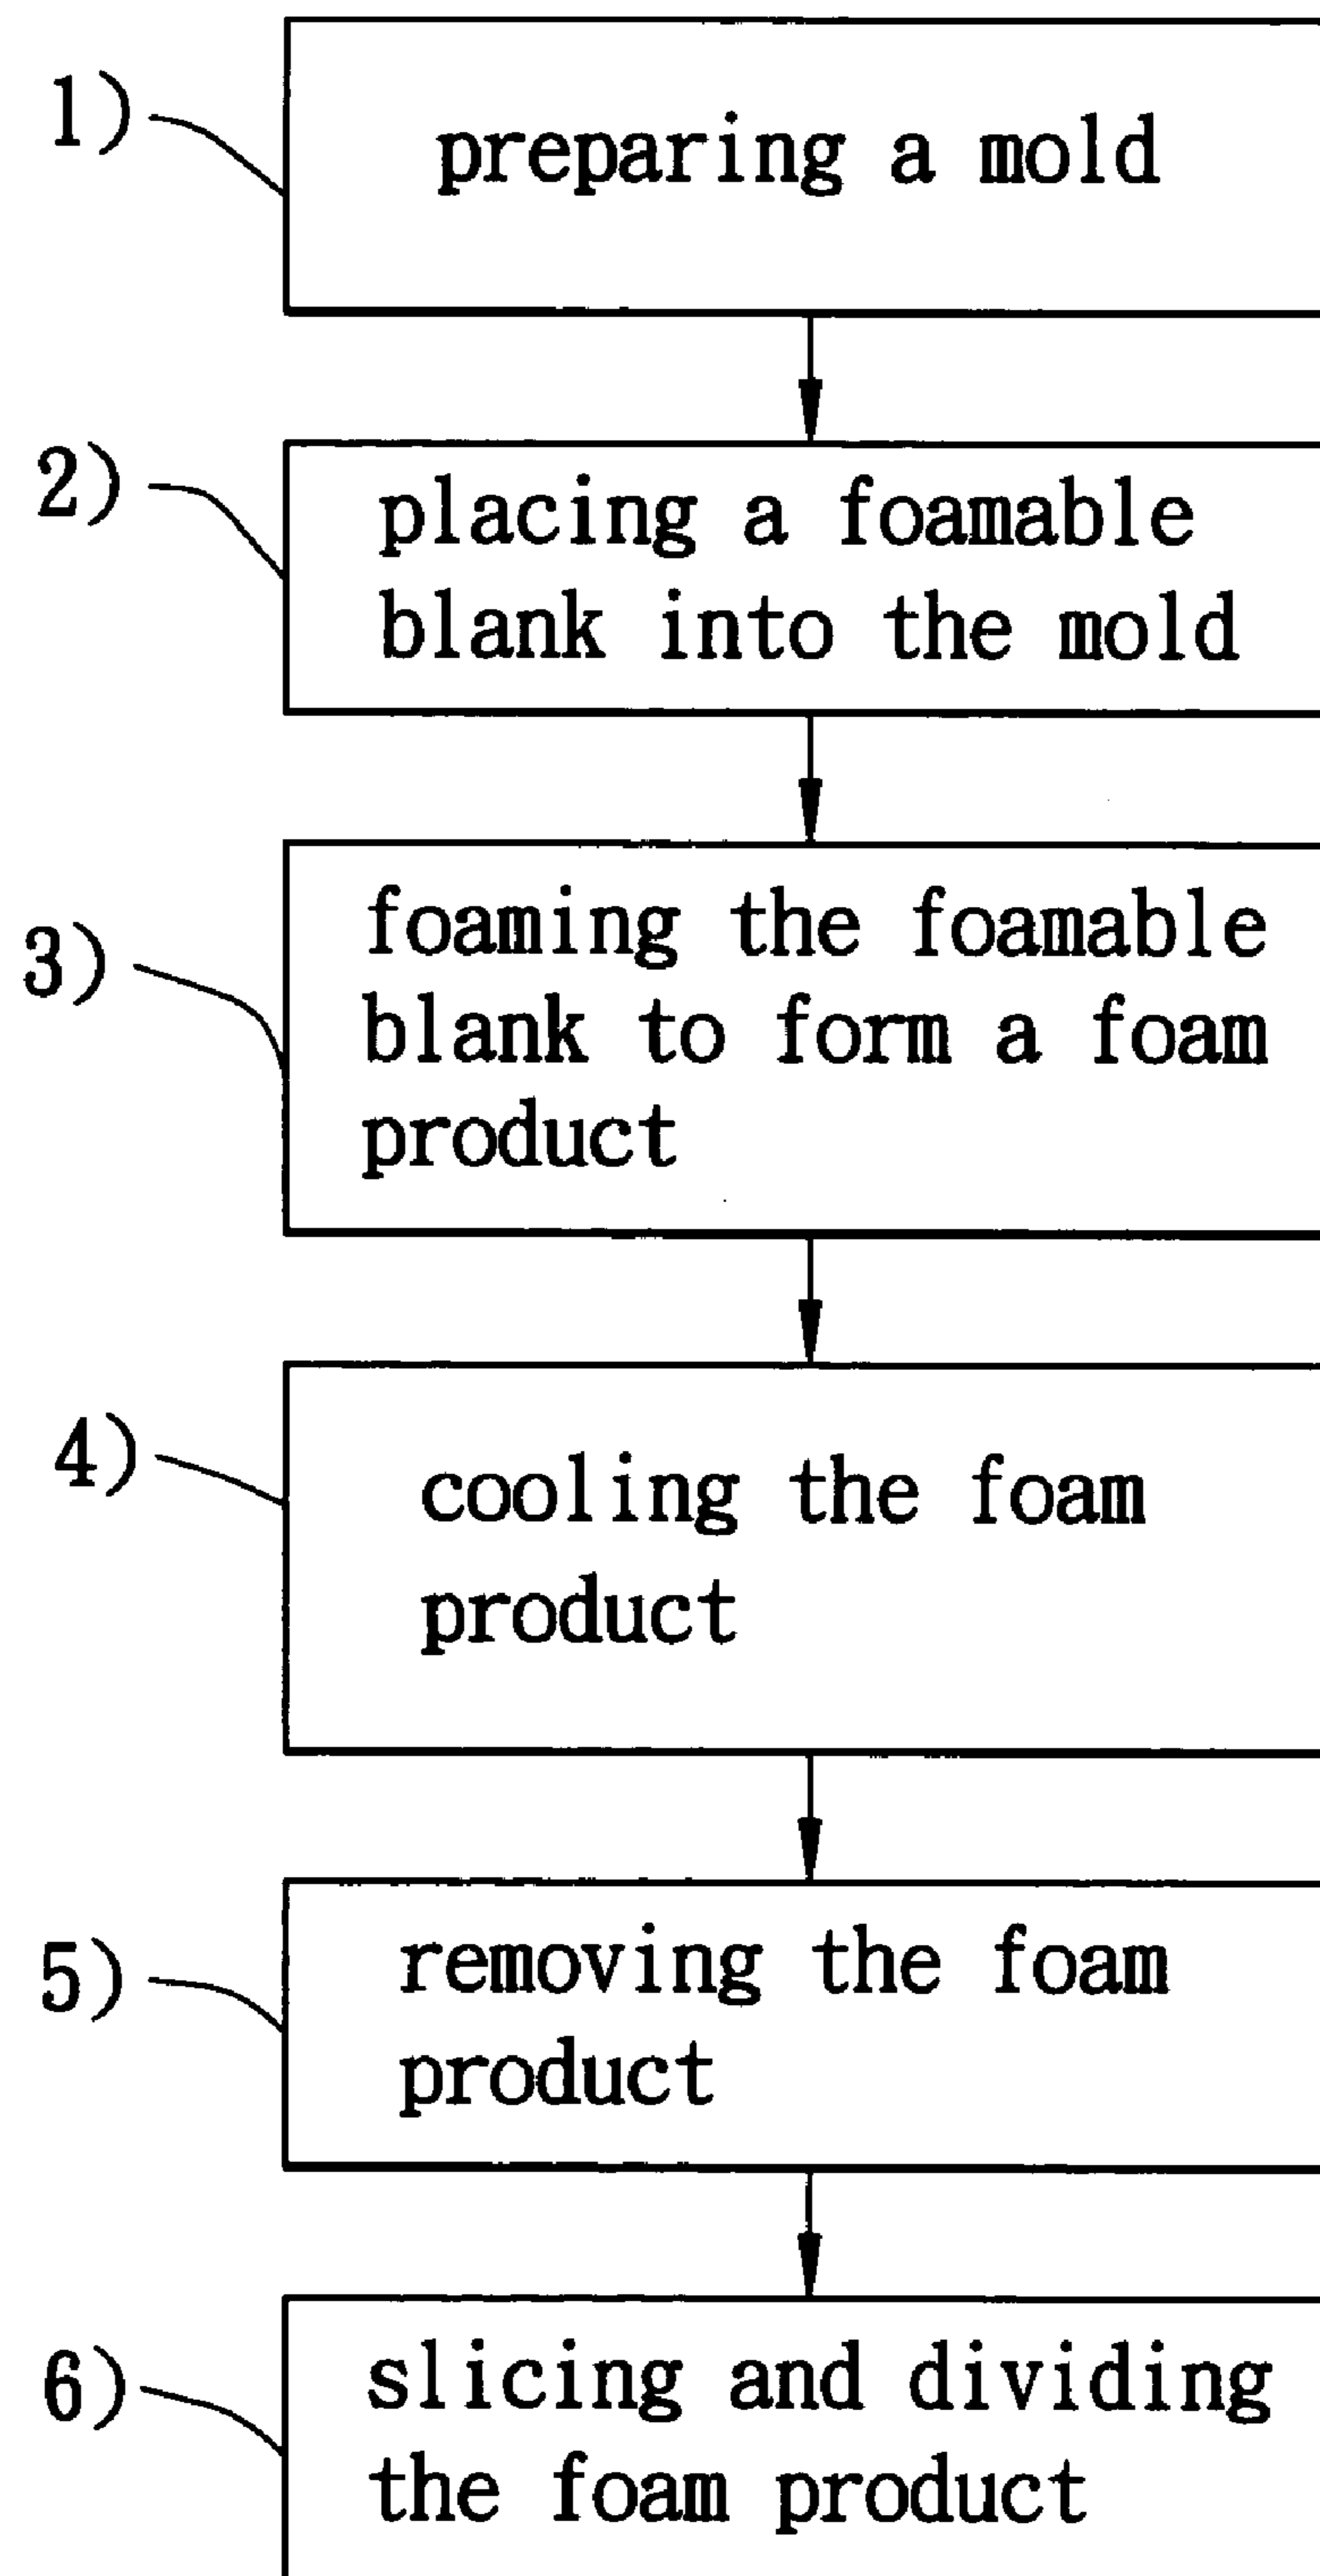 1)
preparing a mold
2)
placing a foamable
blank into the mold
3)
foaming the foamable
blank to form a foam
product
4)
cooling the foam
product
5)
removing the foam
product
6)
slicing and dividing
the foam product